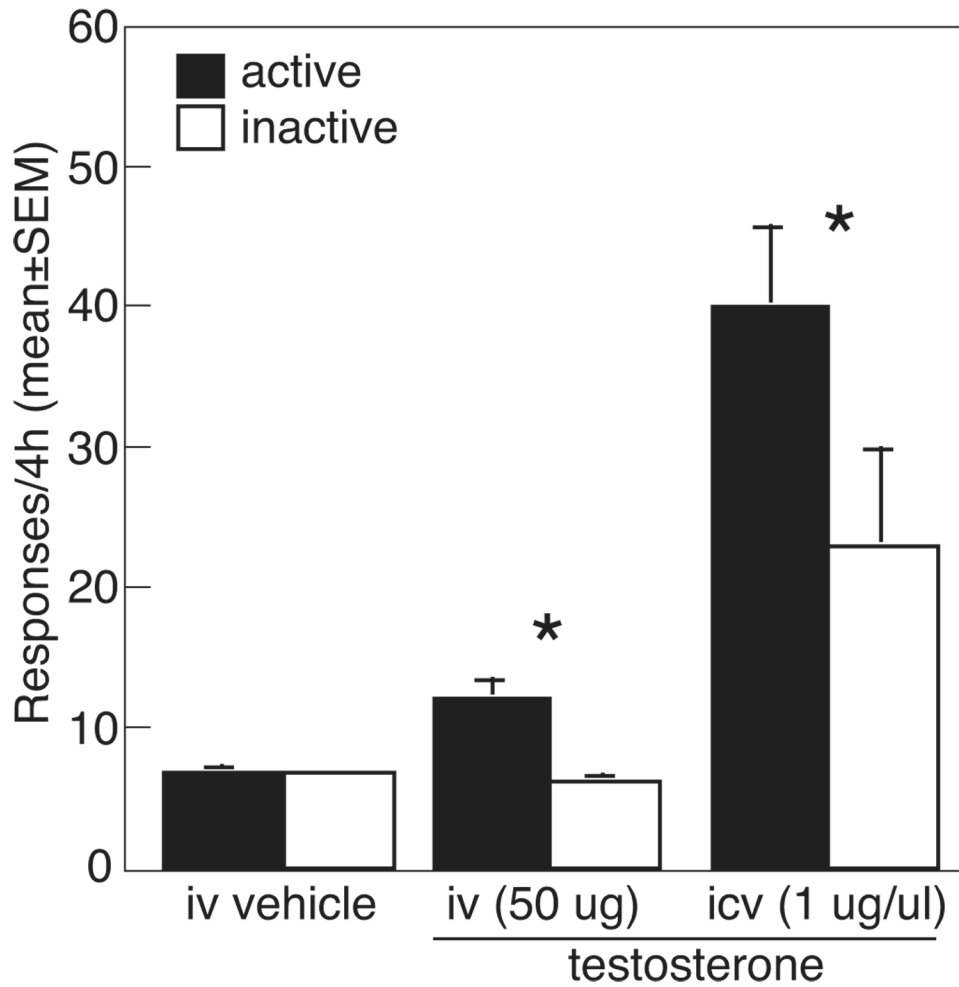 Responses/4h (mean±SEM)
60
50
40
30
20
10
0
active
inactive
*
*
iv vehicle
iv (50 ug)
icv (1 ug/ul)
testosterone